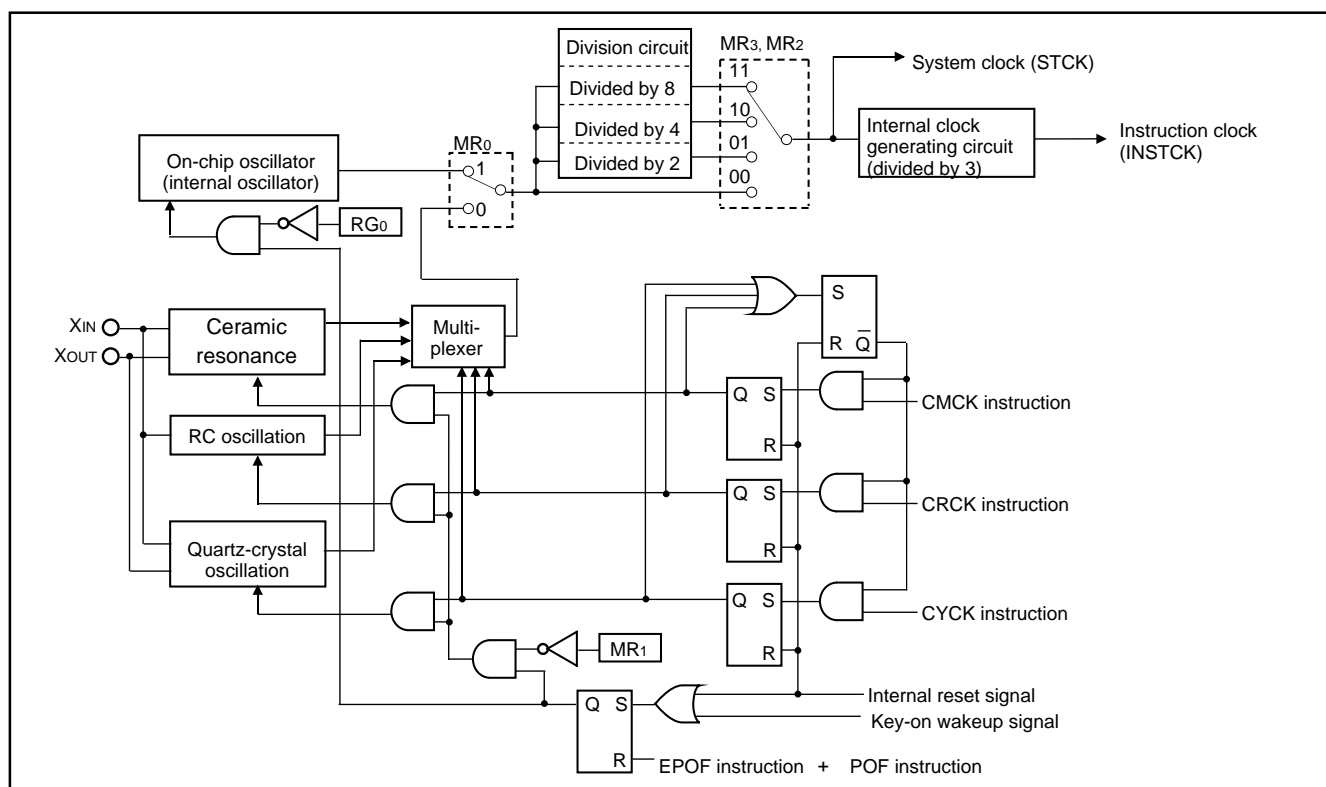 Division circuit
Divided by 8
Divided by 4
Divided by 2
MR3, MR2
11
10
01
00
System clock (STCK)
Internal clock
generating circuit
(divided by 3)
Instruction clock
(INSTCK)
On-chip oscillator
(internal oscillator)
MR0
1
0
RG0
XIN
XOUT
Ceramic
resonance
Multi-
plexer
RC oscillation
Quartz-crystal
oscillation
S
R Q
Q S
R
CMCK instruction
Q S
R
CRCK instruction
Q S
R
CYCK instruction
MR1
Q S
R
Internal reset signal
Key-on wakeup signal
EPOF instruction + POF instruction